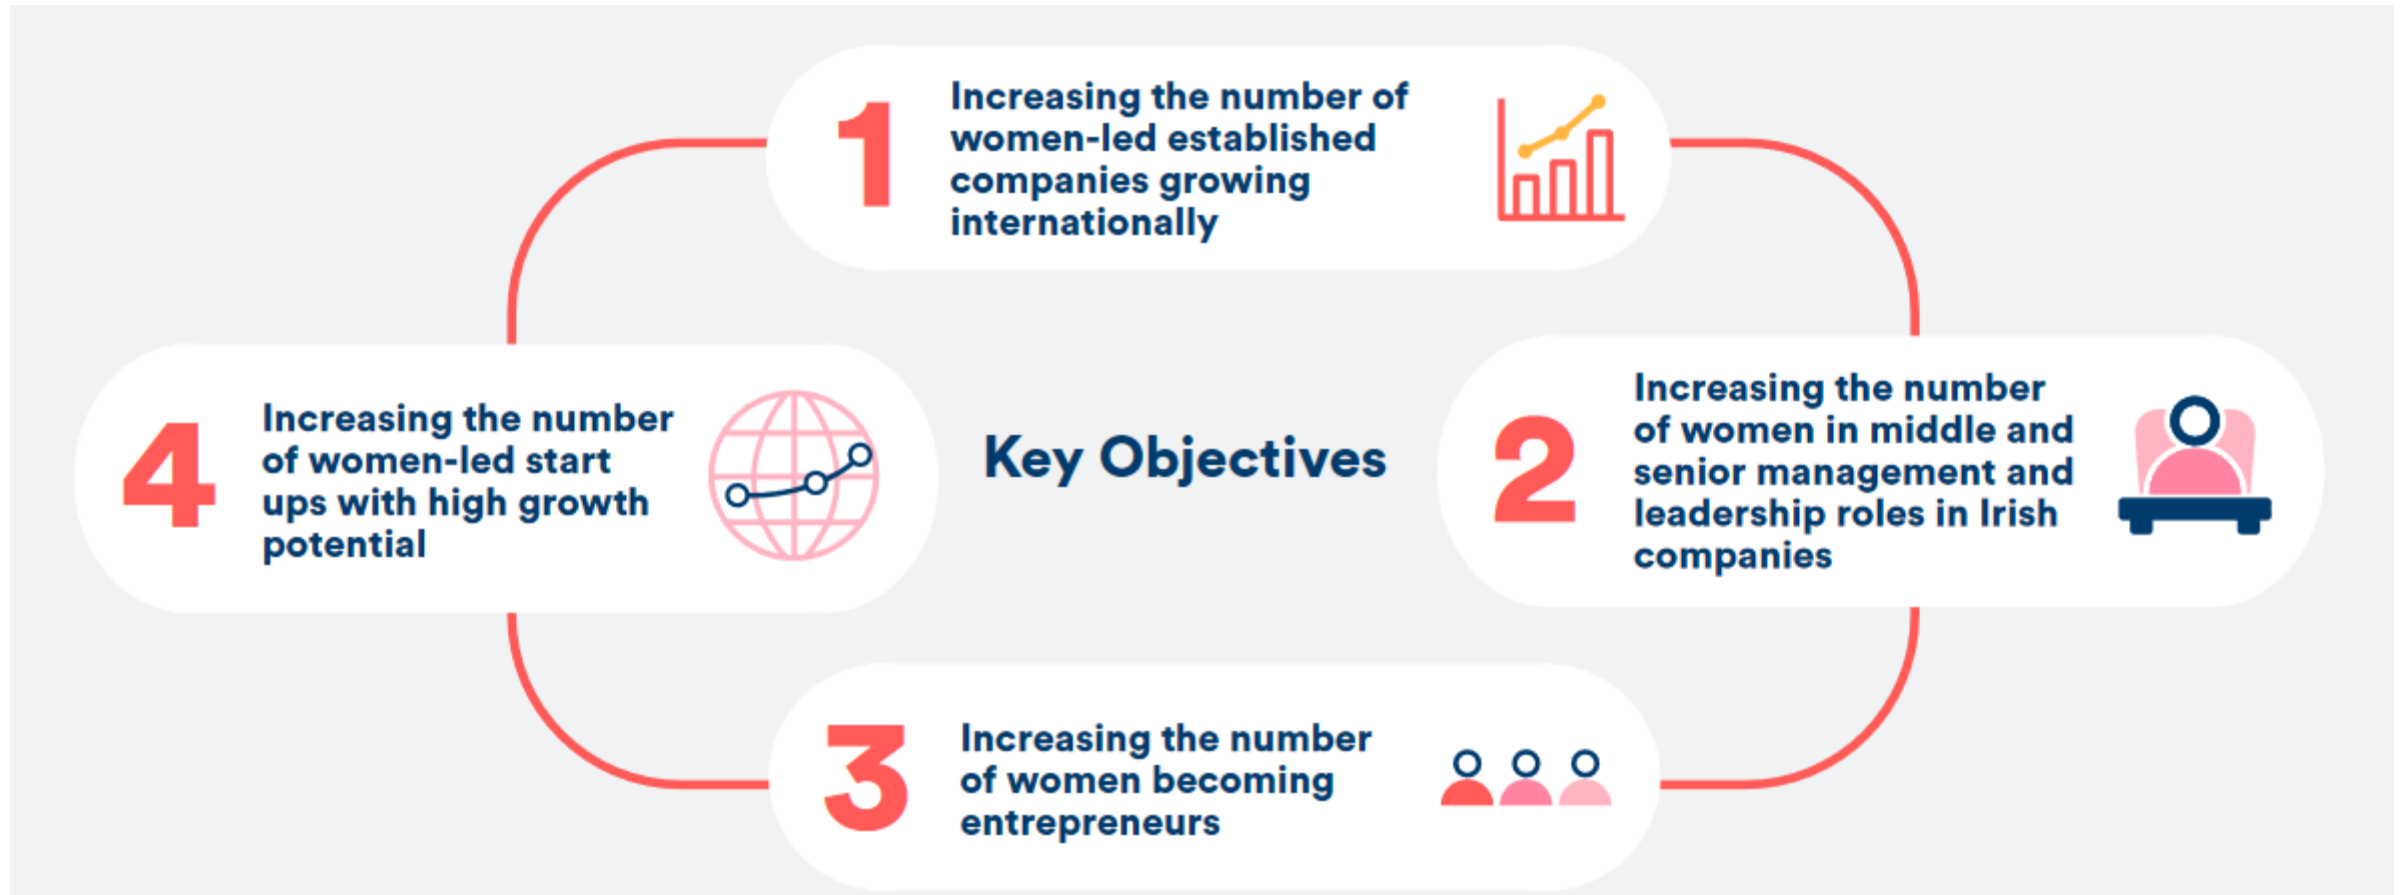 1
Increasing the number of
women-led established
companies growing
internationally
2
Increasing the number
of women in middle and
senior management and
leadership roles in Irish
companies
Key Objectives
3
Increasing the number
of women becoming
entrepreneurs
4
Increasing the number
of women-led start
ups with high growth
potential